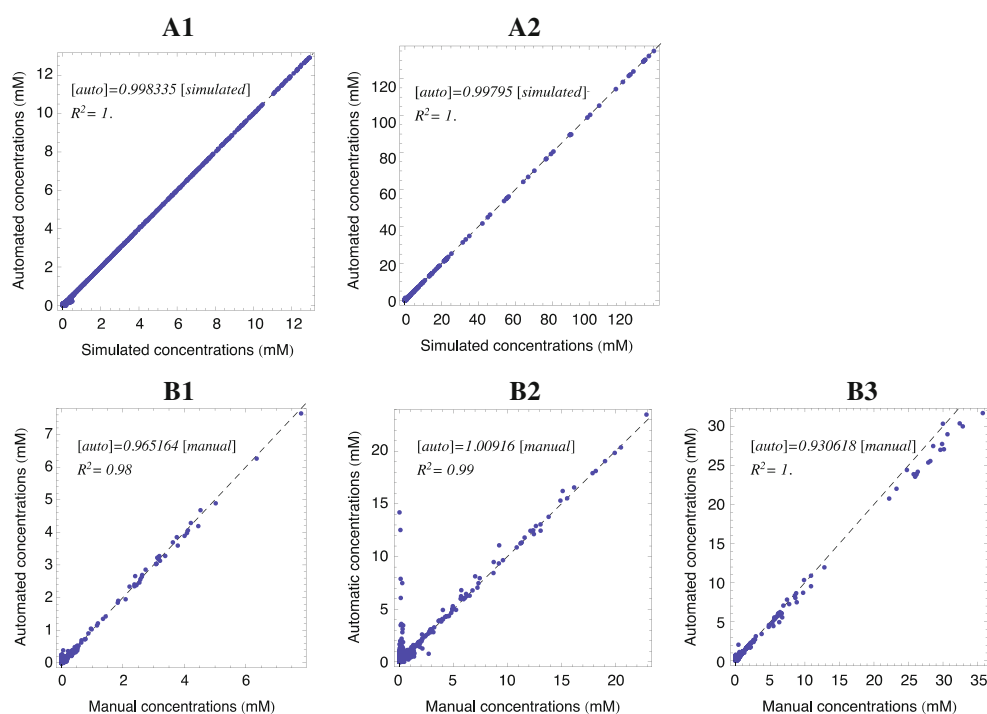 A1
A2
Automated concentrations (mM)
12
10
8
6
4
2
0
[auto]=0.998335 [simulated]
R²= 1.
0 2 4 6 8 10 12
Simulated concentrations (mM)
Automated concentrations (mM)
120
100
80
60
40
20
0
[auto]=0.99795 [simulated]
R²= 1.
0 20 40 60 80 100 120
Simulated concentrations (mM)
B1
B2
B3
Automated concentrations (mM)
7
6
5
4
3
2
1
0
[auto]=0.965164 [manual]
R²= 0.98
0 2 4 6
Manual concentrations (mM)
Automatic concentrations (mM)
20
15
10
5
0
[auto]=1.00916 [manual]
R²= 0.99
0 5 10 15 20
Manual concentrations (mM)
Automated concentrations (mM)
30
25
20
15
10
5
0
[auto]=0.930618 [manual]
R²= 1.
0 5 10 15 20 25 30 35
Manual concentrations (mM)